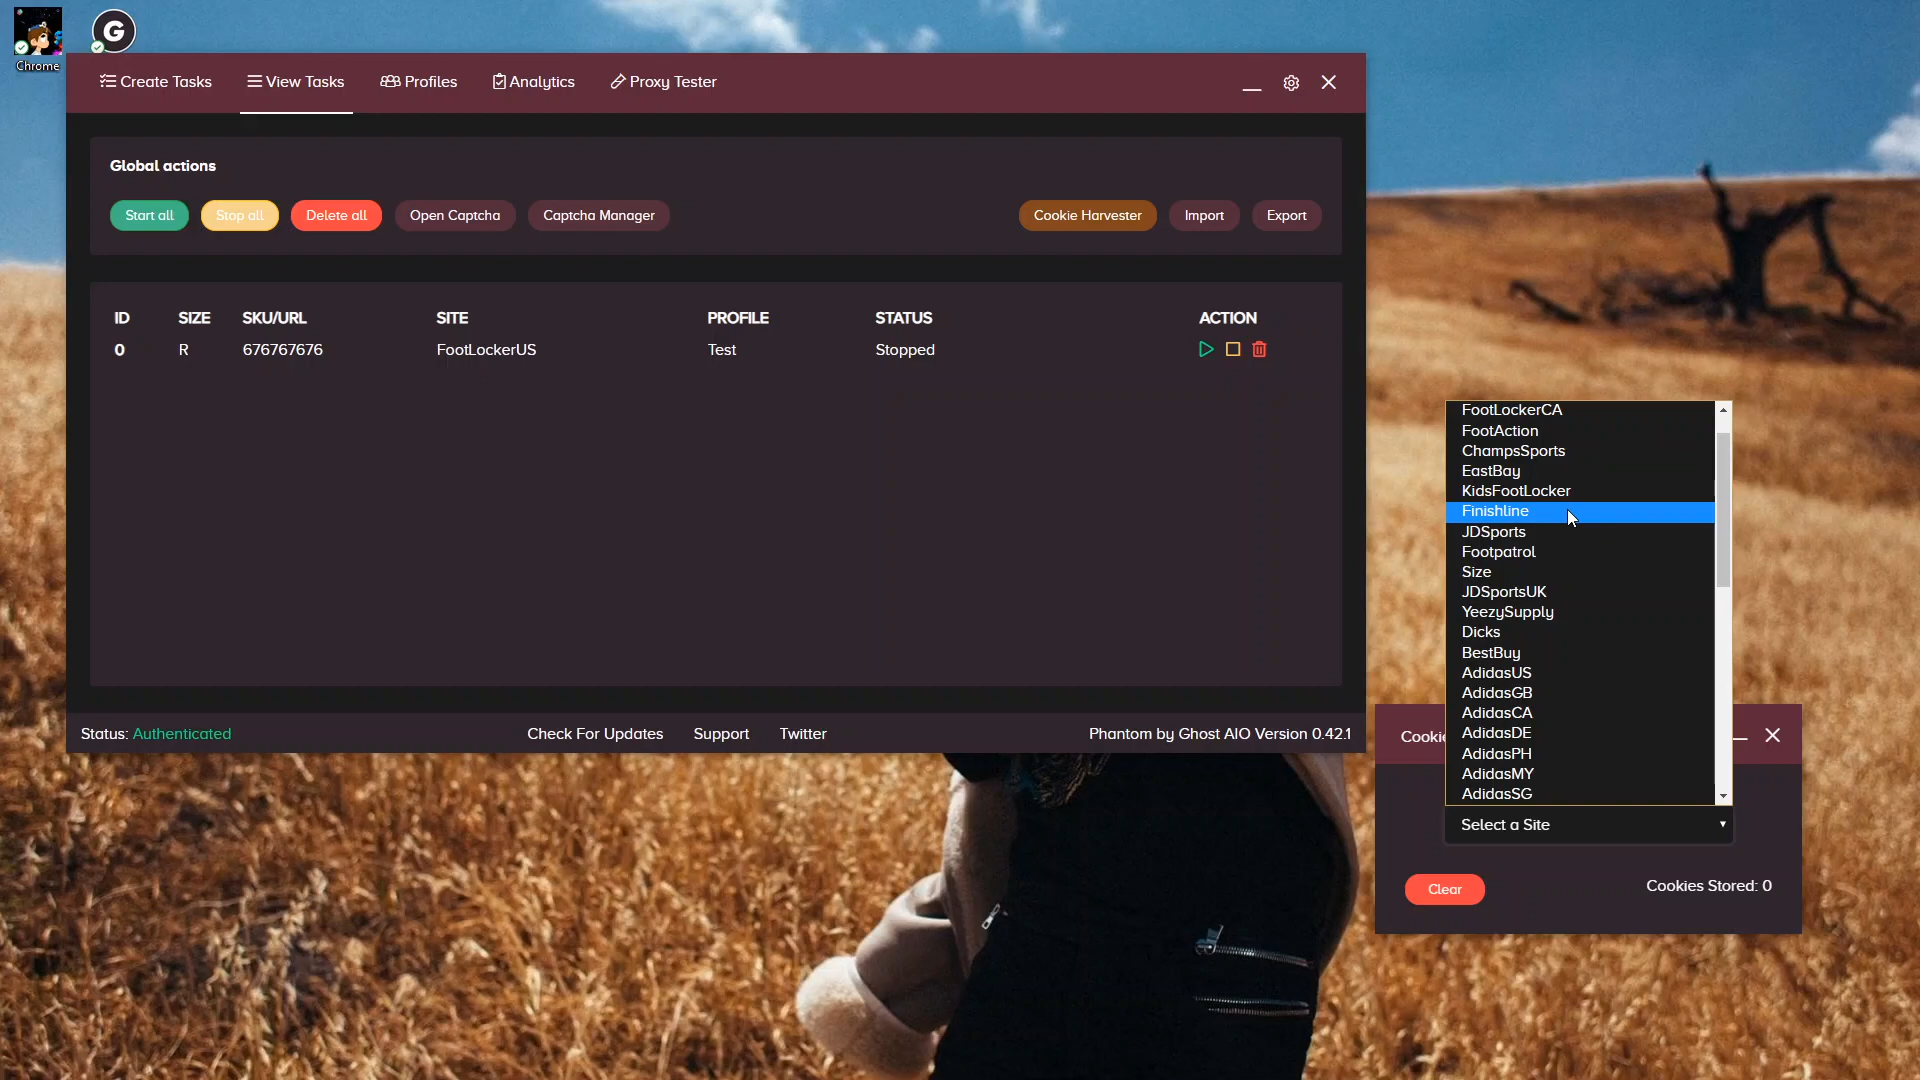 G
Chrome
Create Tasks View Tasks Profiles Analytics Proxy Tester
Global actions
Start all Stop all Delete all Open Captcha Captcha Manager Cookie Harvester Import Export
ID SIZE SKU/URL SITE PROFILE STATUS ACTION
0 R 676767676 FootLockerUS Test Stopped
Status: Authenticated Check For Updates Support Twitter Phantom by Ghost AIO Version 0.42.1
FootLockerCA
FootAction
ChampsSports
EastBay
KidsFootLocker
Finishline
JDSports
Footpatrol
Size
JDSportsUK
YeezySupply
Dicks
BestBuy
AdidasUS
AdidasGB
AdidasCA
AdidasDE
AdidasPH
AdidasMY
AdidasSG
Select a Site
Clear Cookies Stored: 0